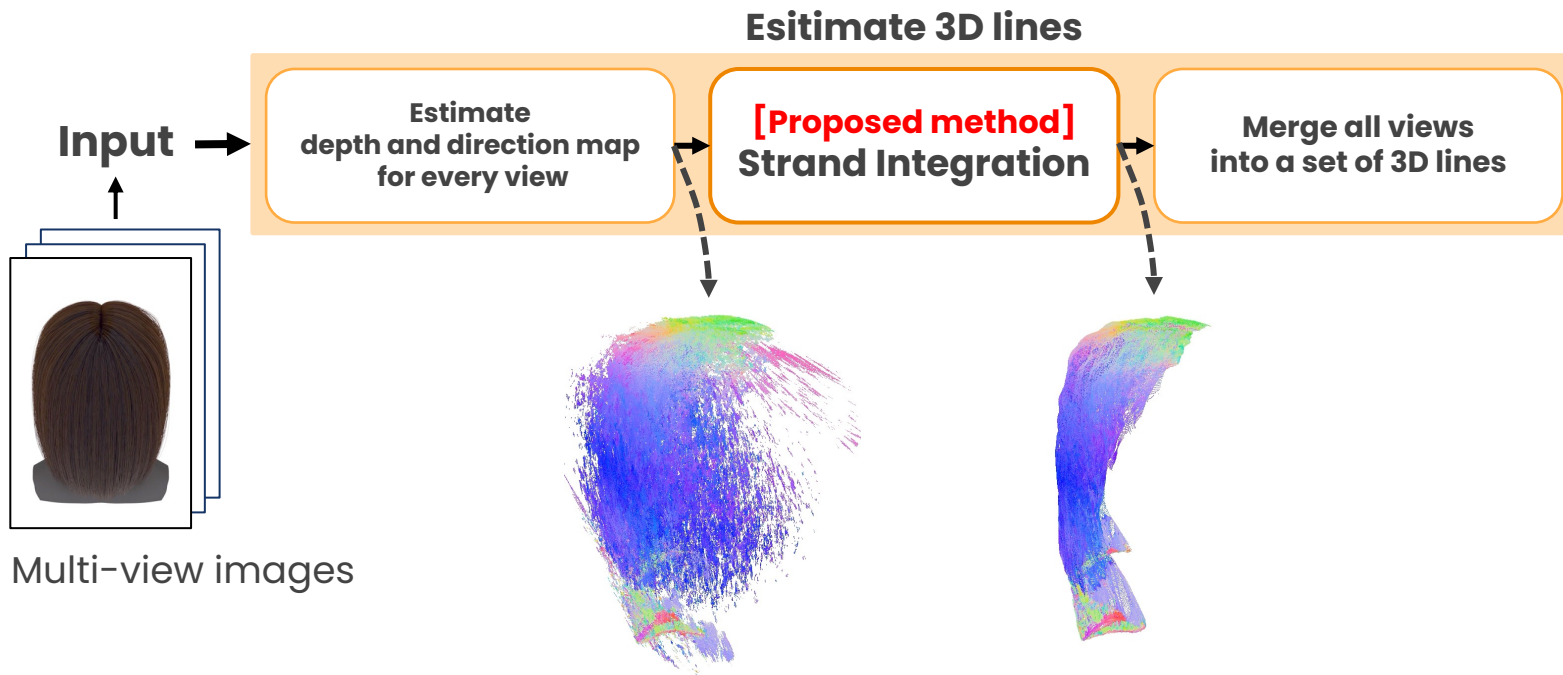 Esitimate 3D lines
Input
Estimate
depth and direction map
for every view
[Proposed method]
Strand Integration
Merge all views
into a set of 3D lines
Multi-view images